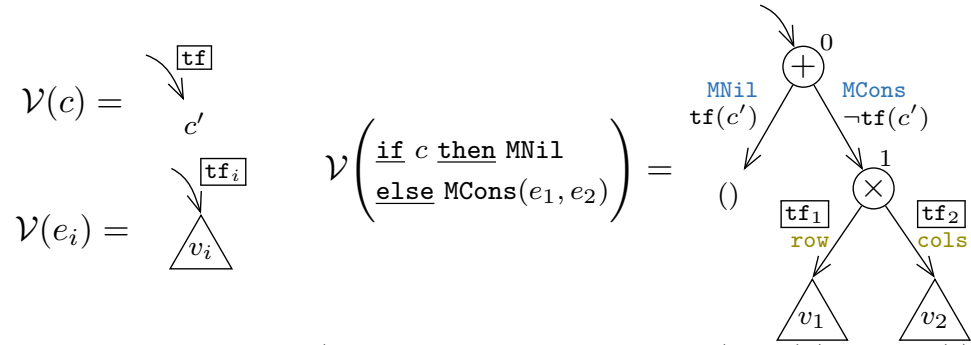 𝒱(c) =
tf
c′
𝒱(e_i) =
tf_i
v_i
𝒱(if c then MNil
else MCons(e_1, e_2)) =
+ 0
MNil MCons
tf(c′) ¬tf(c′)
()
× 1
tf_1 tf_2
row cols
v_1 v_2